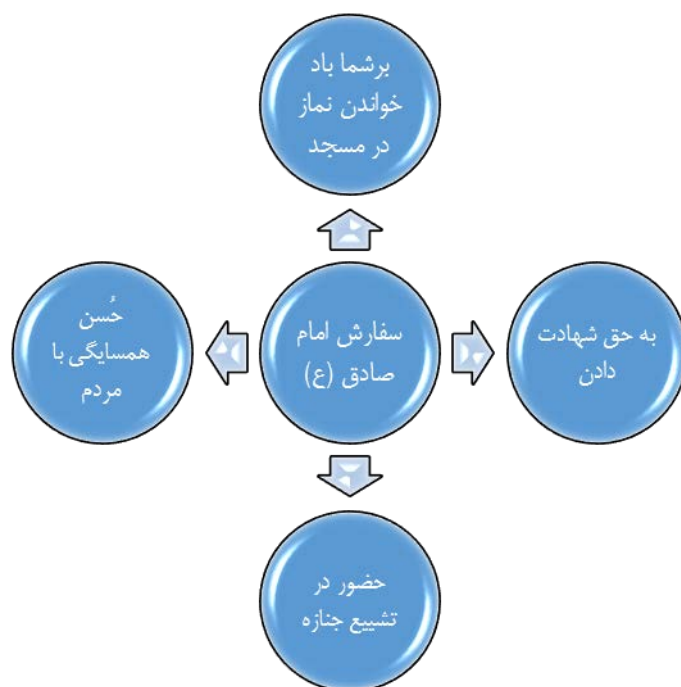 برشما باد
خواندن نماز
در مسجد
سفارش امام
صادق (ع)
به حق شهادت
دادن
حُسن
همسایگی با
مردم
حضور در
تشییع جنازه